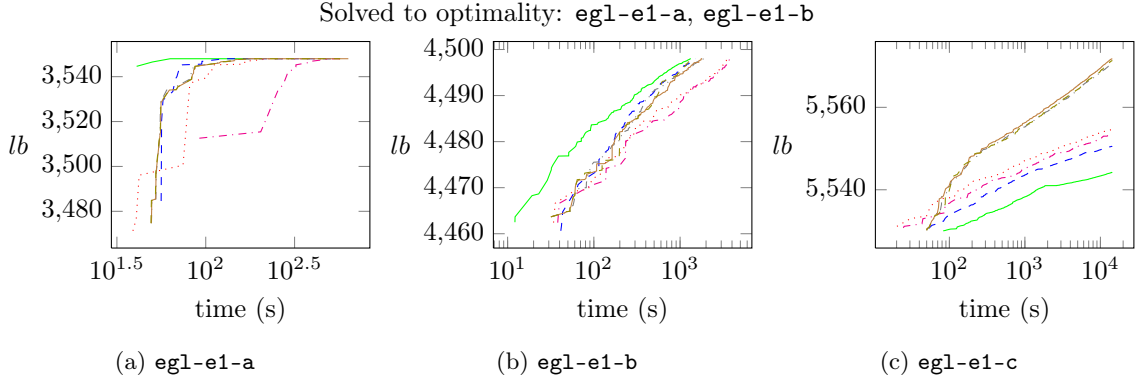 Solved to optimality: egl-e1-a, egl-e1-b
3,540
3,520
3,500
3,480
lb
10^1.5
10^2
10^2.5
time (s)
(a) egl-e1-a
4,500
4,490
4,480
4,470
4,460
lb
10^1
10^2
10^3
time (s)
(b) egl-e1-b
5,560
5,540
lb
10^2
10^3
10^4
time (s)
(c) egl-e1-c